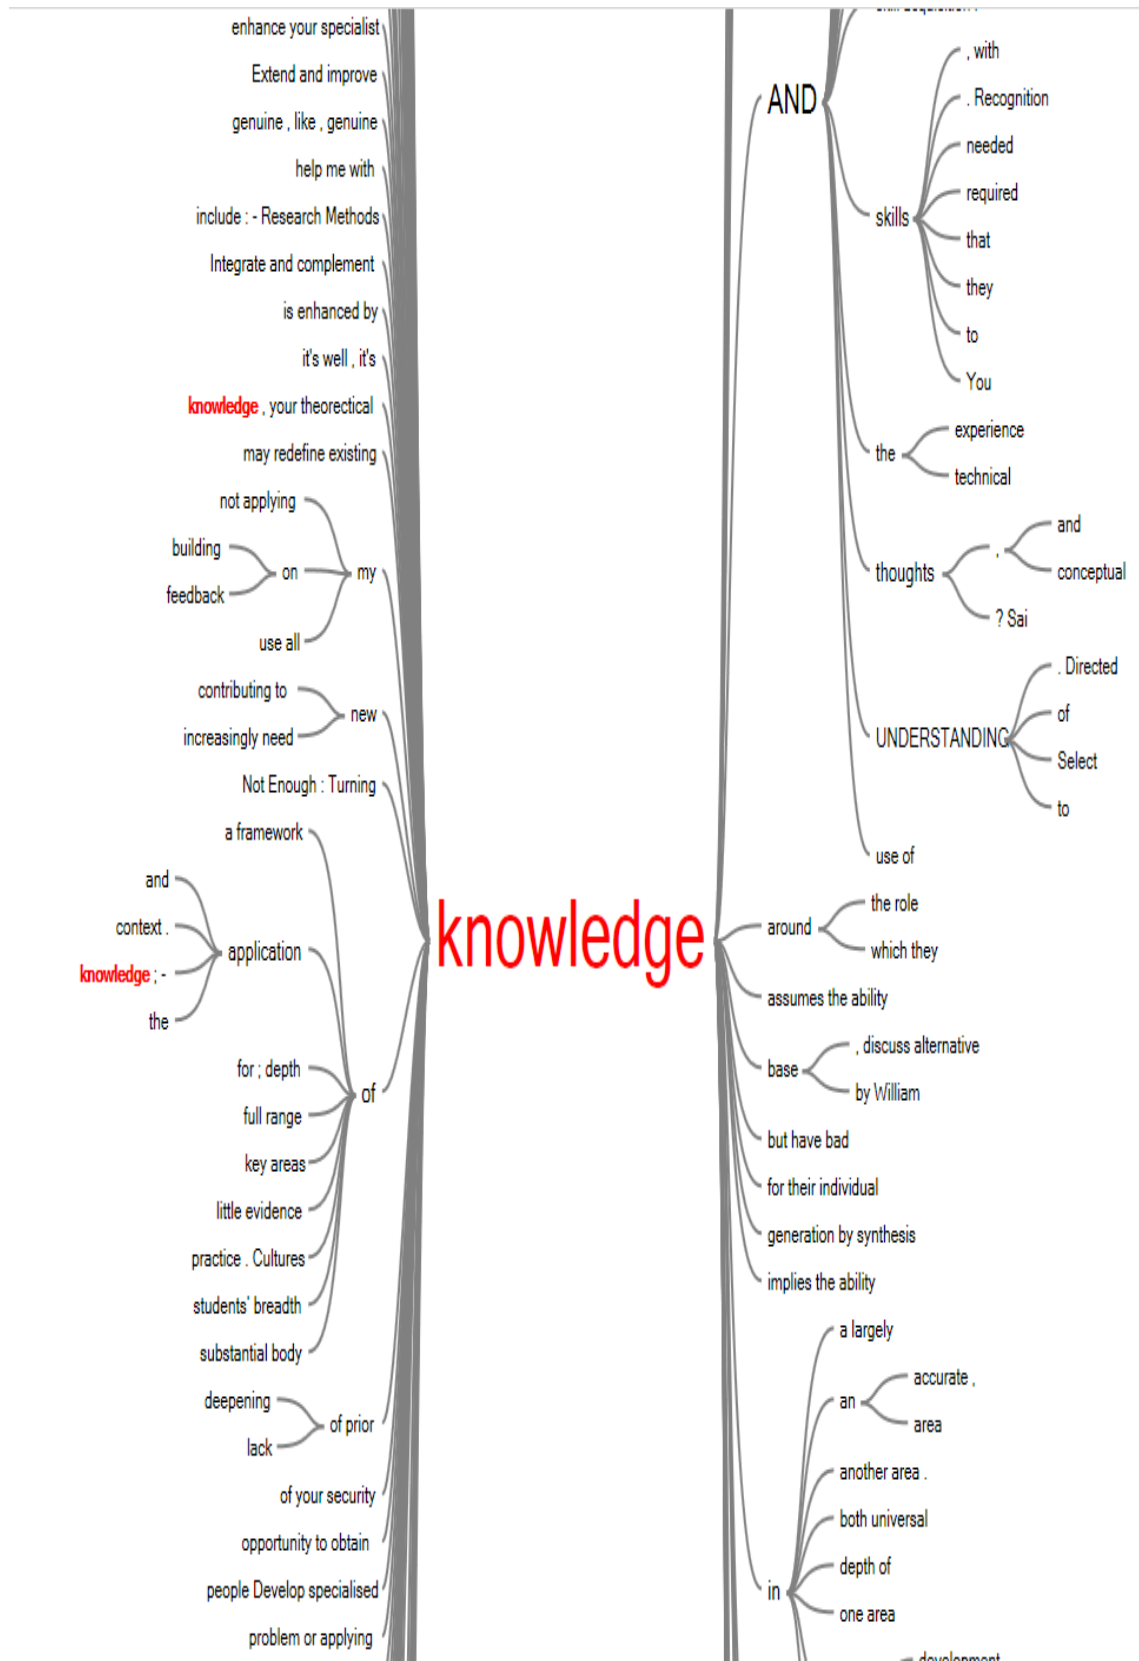 enhance your specialist
Extend and improve
genuine , like , genuine
help me with
include : - Research Methods
Integrate and complement
is enhanced by
it's well , it's
knowledge , your theorectical
may redefine existing
not applying
building
feedback
on
my
use all
contributing to
increasingly need
new
Not Enough : Turning
a framework
and
context .
knowledge ; -
the
application
for ; depth
full range
of
key areas
little evidence
practice . Cultures
students' breadth
substantial body
deepening
lack
of prior
of your security
opportunity to obtain
people Develop specialised
problem or applying
knowledge
AND
skills
, with
. Recognition
needed
required
that
they
to
You
the
experience
technical
thoughts
,
and
conceptual
? Sai
UNDERSTANDING
. Directed
of
Select
to
use of
around
the role
which they
assumes the ability
base
, discuss alternative
by William
but have bad
for their individual
generation by synthesis
implies the ability
in
a largely
an
accurate ,
area
another area .
both universal
depth of
one area
development